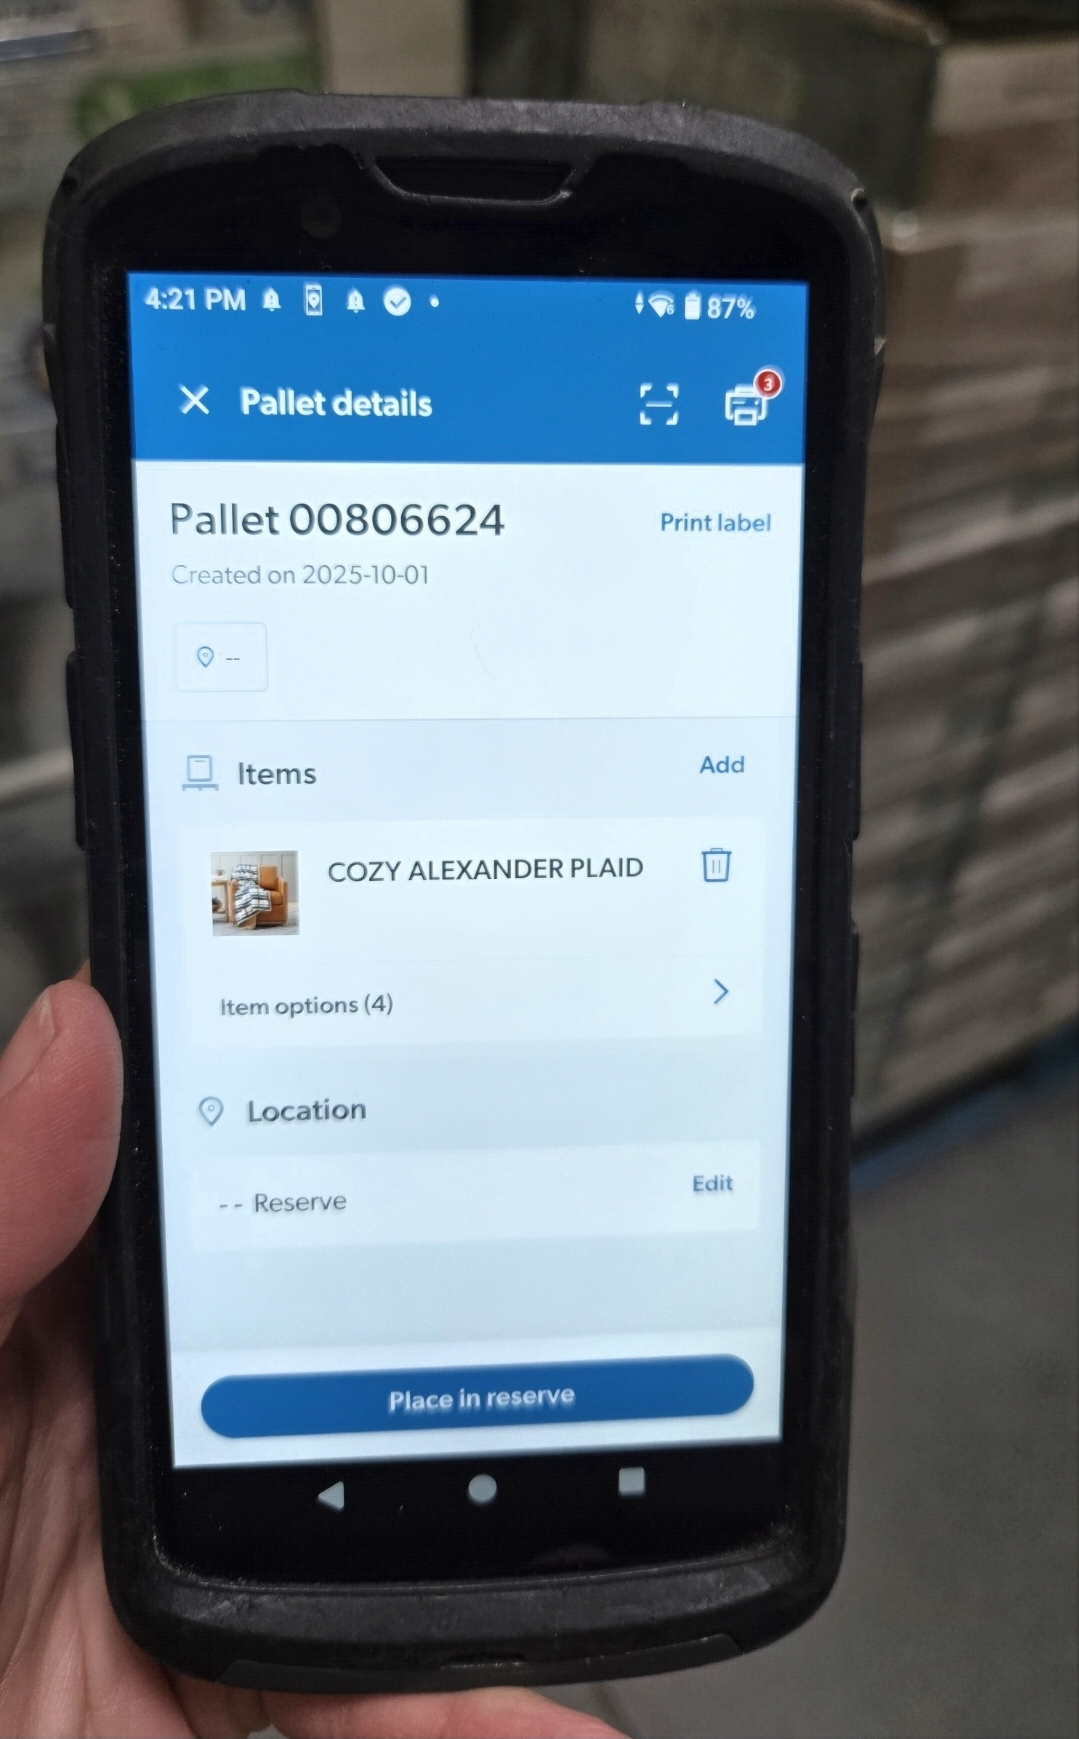 4:21 PM 87%
Pallet details 3
Pallet 00806624 Print label
Created on 2025-10-01
--
Items Add
COZY ALEXANDER PLAID
Item options (4)
Location
-- Reserve Edit
Place in reserve